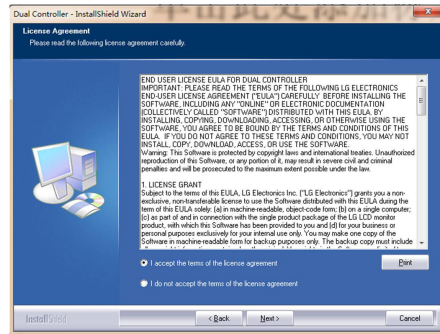 Dual Controller - InstallShield Wizard
License Agreement
Please read the following license agreement carefully.
END USER LICENSE EULA FOR DUAL CONTROLLER
IMPORTANT: PLEASE READ THE TERMS OF THE FOLLOWING LG ELECTRONICS
END-USER LICENSE AGREEMENT ("EULA") CAREFULLY BEFORE INSTALLING THE
SOFTWARE, INCLUDING ANY "ONLINE" OR ELECTRONIC DOCUMENTATION
(COLLECTIVELY CALLED "SOFTWARE") DISTRIBUTED WITH THIS EULA. BY
INSTALLING, COPYING, DOWNLOADING, ACCESSING, OR OTHERWISE USING THE
SOFTWARE, YOU AGREE TO BE BOUND BY THE TERMS AND CONDITIONS OF THIS
EULA. IF YOU DO NOT AGREE TO THESE TERMS AND CONDITIONS, YOU MAY NOT
INSTALL, COPY, DOWNLOAD, ACCESS, OR USE THE SOFTWARE.
Warning: This Software is protected by copyright laws and international treaties. Unauthorized
reproduction of this Software, or any portion of it, may result in severe civil and criminal
penalties and will be prosecuted to the maximum extent possible under the law.
1. LICENSE GRANT
Subject to the terms of this EULA, LG Electronics Inc. ("LG Electronics") grants you a non-
exclusive, non-transferable license to use the Software distributed with this EULA during the
term of this EULA solely: (a) in machine-readable, object-code form; (b) on a single computer;
(c) as part of and in connection with the single product package of the LG LCD monitor
product, with which this Software has been provided to you and (d) for your business or
personal purposes exclusively for your internal use only. You may make one copy of the
Software in machine-readable form for backup purposes only. The backup copy must include
I accept the terms of the license agreement
Print
I do not accept the terms of the license agreement
InstallShield
< Back
Next >
Cancel